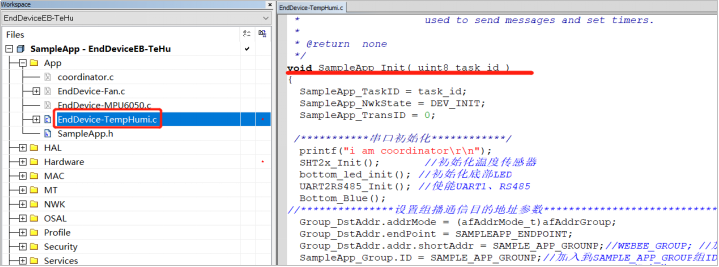 Workspace
EndDeviceEB-TeHu
Files
SampleApp - EndDeviceEB-TeHu
App
coordinator.c
EndDevice-Fan.c
EndDevice-MPU6050.c
EndDevice-TempHumi.c
SampleApp.h
HAL
Hardware
MAC
MT
NWK
OSAL
Profile
Security
Services
EndDevice-TempHumi.c
* used to send messages and set timers.
*
* @return none
*/
void SampleApp_Init( uint8 task_id )
{
SampleApp_TaskID = task_id;
SampleApp_NwkState = DEV_INIT;
SampleApp_TransID = 0;
/***********串口初始化************/
printf("i am coordinator\r\n");
SHT2x_Init(); //初始化温度传感器
bottom_led_init(); //初始化底部LED
UART2RS485_Init(); //使能UART1、RS485
Bottom_Blue();
//***************设置组播通信目的地址参数***************************
Group_DstAddr.addrMode = (afAddrMode_t)afAddrGroup;
Group_DstAddr.endPoint = SAMPLEAPP_ENDPOINT;
Group_DstAddr.addr.shortAddr = SAMPLE_APP_GROUNP;//WEBEE_GROUP; //
SampleApp_Group.ID = SAMPLE_APP_GROUNP;//加入到SAMPLE_APP_GROUP组ID